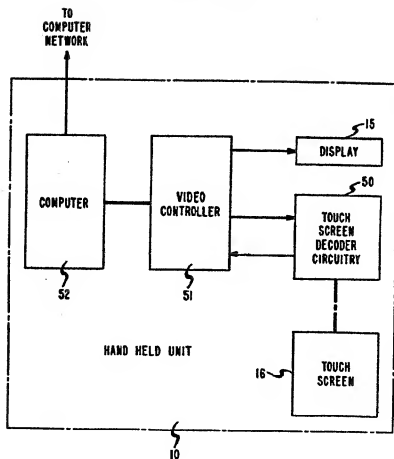 TO
COMPUTER
NETWORK
15
DISPLAY
50
COMPUTER
VIDEO
CONTROLLER
TOUCH
SCREEN
DECODER
CIRCUITRY
52
51
HAND HELD UNIT
16
TOUCH
SCREEN
10